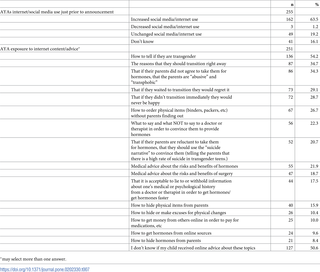 n %
AYAs internet/social media use just prior to announcement 255
Increased social media/internet use 162 63.5
Decreased social media/internet use 3 1.2
Unchanged social media/internet use 49 19.2
Don't know 41 16.1
AYA exposure to internet content/advice* 251
How to tell if they are transgender 136 54.2
The reasons that they should transition right away 87 34.7
That if their parents did not agree to take them for 86 34.3
hormones, that the parents are "abusive" and
"transphobic"
That if they waited to transition they would regret it 73 29.1
That if they didn't transition immediately they would 72 28.7
never be happy
How to order physical items (binders, packers, etc) 67 26.7
without parents finding out
What to say and what NOT to say to a doctor or 56 22.3
therapist in order to convince them to provide
hormones
That if their parents are reluctant to take them 52 20.7
for hormones, that they should use the "suicide
narrative" to convince them (telling the parents that
there is a high rate of suicide in transgender teens.)
Medical advice about the risks and benefits of hormones 55 21.9
Medical advice about the risks and benefits of surgery 47 18.7
That it is acceptable to lie to or withhold information 44 17.5
about one's medical or psychological history
from a doctor or therapist in order to get hormones/
get hormones faster
How to hide physical items from parents 40 15.9
How to hide or make excuses for physical changes 26 10.4
How to get money from others online in order to pay for 25 10.0
medications, etc
How to get hormones from online sources 24 9.6
How to hide hormones from parents 21 8.4
I don't know if my child received online advice about these topics 127 50.6
*may select more than one answer.
https://doi.org/10.1371/journal.pone.0202330.t007